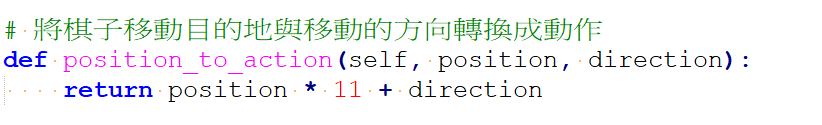 # 將棋子移動目的地與移動的方向轉換成動作
def position_to_action(self, position, direction):
    return position * 11 + direction